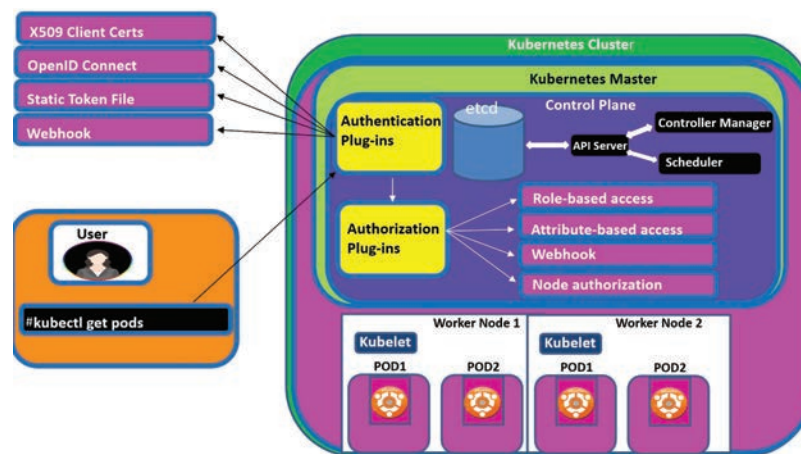 X509 Client Certs
OpenID Connect
Static Token File
Webhook
Kubernetes Cluster
Kubernetes Master
Control Plane
etcd
Authentication
Plug-ins
API Server
Controller Manager
Scheduler
Authorization
Plug-ins
Role-based access
Attribute-based access
Webhook
Node authorization
User
#kubectl get pods
Worker Node 1
Kubelet
POD1
POD2
Worker Node 2
Kubelet
POD1
POD2